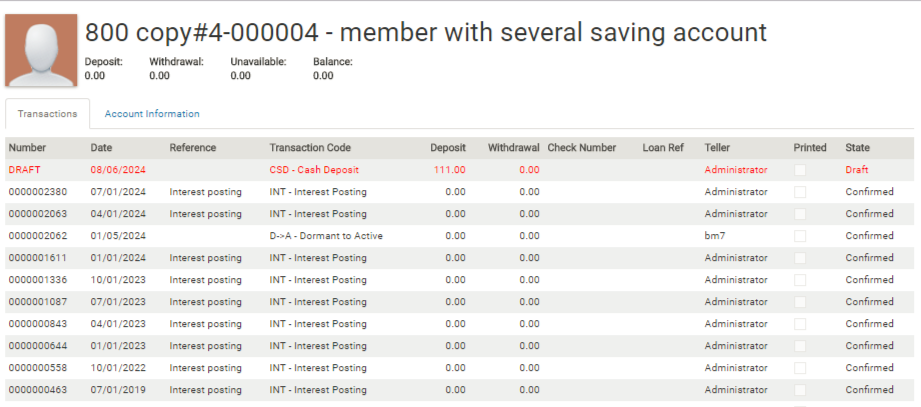 800 copy#4-000004 - member with several saving account
Deposit: Withdrawal: Unavailable: Balance:
0.00 0.00 0.00 0.00
Transactions Account Information
Number Date Reference Transaction Code Deposit Withdrawal Check Number Loan Ref Teller Printed State
DRAFT 08/06/2024 CSD - Cash Deposit 111.00 0.00 Administrator Draft
0000002380 07/01/2024 Interest posting INT - Interest Posting 0.00 0.00 Administrator Confirmed
0000002063 04/01/2024 Interest posting INT - Interest Posting 0.00 0.00 Administrator Confirmed
0000002062 01/05/2024 D->A - Dormant to Active 0.00 0.00 bm7 Confirmed
0000001611 01/01/2024 Interest posting INT - Interest Posting 0.00 0.00 Administrator Confirmed
0000001336 10/01/2023 Interest posting INT - Interest Posting 0.00 0.00 Administrator Confirmed
0000001087 07/01/2023 Interest posting INT - Interest Posting 0.00 0.00 Administrator Confirmed
0000000843 04/01/2023 Interest posting INT - Interest Posting 0.00 0.00 Administrator Confirmed
0000000644 01/01/2023 Interest posting INT - Interest Posting 0.00 0.00 Administrator Confirmed
0000000558 10/01/2022 Interest posting INT - Interest Posting 0.00 0.00 Administrator Confirmed
0000000463 07/01/2019 Interest posting INT - Interest Posting 0.00 0.00 Administrator Confirmed